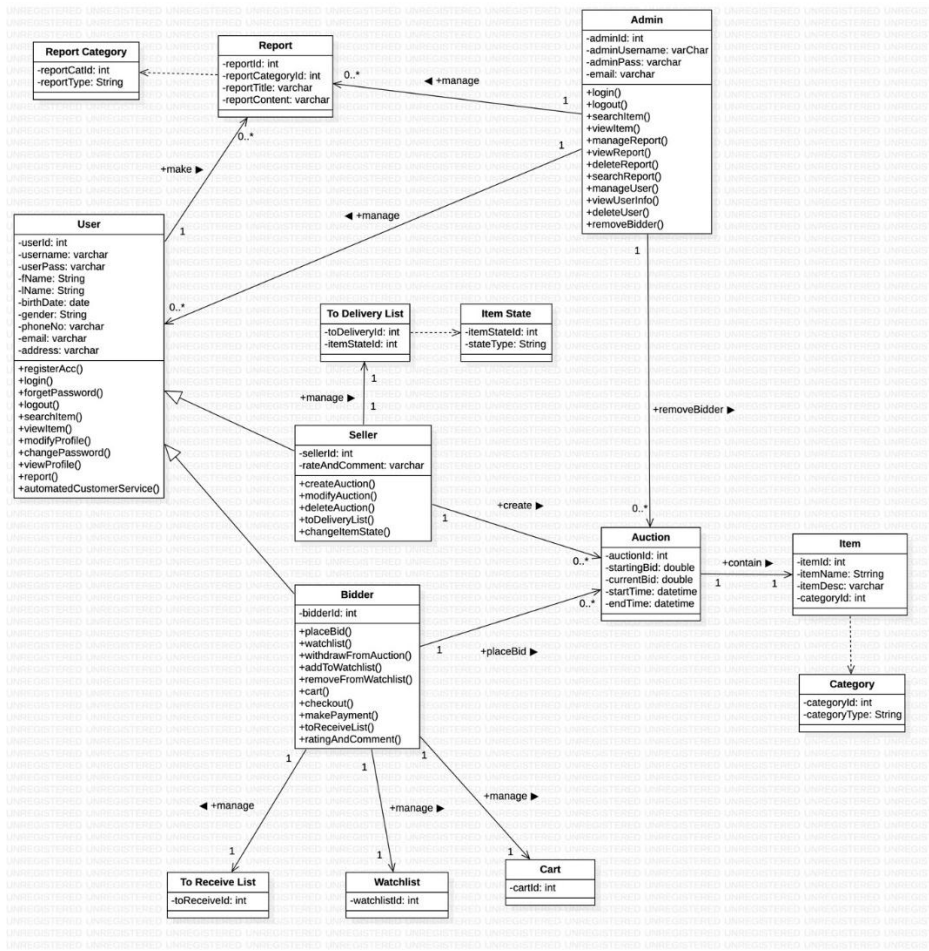 Admin
-adminId: int
-adminUsername: varChar
-adminPass: varchar
-email: varchar
+login()
+logout()
+searchItem()
+viewItem()
+manageReport()
+viewReport()
+deleteReport()
+searchReport()
+manageUser()
+viewUserInfo()
+deleteUser()
+removeBidder()
Report
-reportId: int
-reportCategoryId: int
-reportTitle: varchar
-reportContent: varchar
Report Category
-reportCatId: int
-reportType: String
0..*
◀ +manage
1
0..*
+make ▶
1
1
◀ +manage
0..*
1
User
-userId: int
-username: varchar
-userPass: varchar
-fName: String
-lName: String
-birthDate: date
-gender: String
-phoneNo: varchar
-email: varchar
-address: varchar
+registerAcc()
+login()
+forgetPassword()
+logout()
+searchItem()
+viewItem()
+modifyProfile()
+changePassword()
+viewProfile()
+report()
+automatedCustomerService()
To Delivery List
-toDeliveryId: int
-itemStateId: int
Item State
-itemStateId: int
-stateType: String
1
+manage ▶
1
+removeBidder ▶
0..*
Seller
-sellerId: int
-rateAndComment: varchar
+createAuction()
+modifyAuction()
+deleteAuction()
+toDeliveryList()
+changeItemState()
1
+create ▶
0..*
Auction
-auctionId: int
-startingBid: double
-currentBid: double
-startTime: datetime
-endTime: datetime
+contain ▶
1
1
Item
-itemId: int
-itemName: Strring
-itemDesc: varchar
-categoryId: int
Category
-categoryId: int
-categoryType: String
Bidder
-bidderId: int
+placeBid()
+watchlist()
+withdrawFromAuction()
+addToWatchlist()
+removeFromWatchlist()
+cart()
+checkout()
+makePayment()
+toReceiveList()
+ratingAndComment()
0..*
1
+placeBid ▶
1
◀ +manage
1
1
+manage ▶
1
1
+manage ▶
1
To Receive List
-toReceiveId: int
Watchlist
-watchlistId: int
Cart
-cartId: int
UNREGISTERED